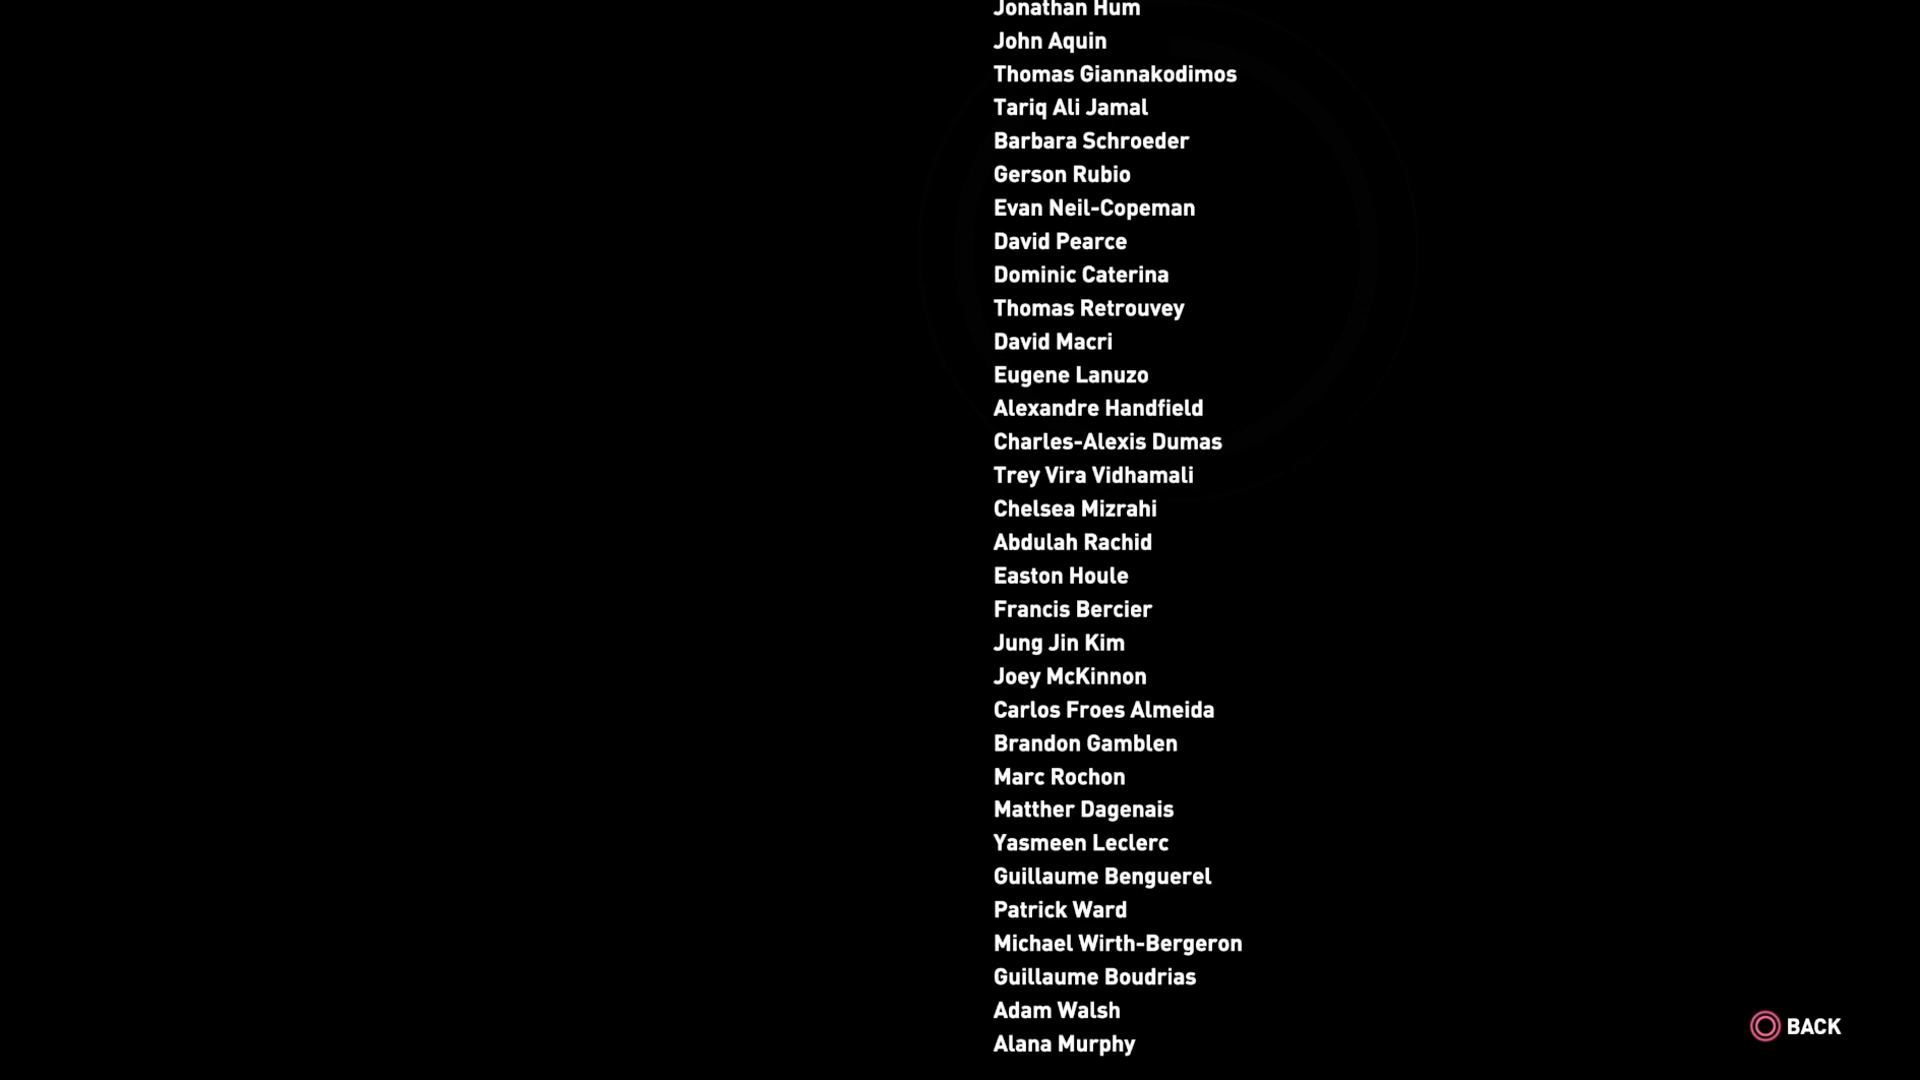 Jonathan Hum
John Aquin
Thomas Giannakodimos
Tariq Ali Jamal
Barbara Schroeder
Gerson Rubio
Evan Neil-Copeman
David Pearce
Dominic Caterina
Thomas Retrouvey
David Macri
Eugene Lanuzo
Alexandre Handfield
Charles-Alexis Dumas
Trey Vira Vidhamali
Chelsea Mizrahi
Abdulah Rachid
Easton Houle
Francis Bercier
Jung Jin Kim
Joey McKinnon
Carlos Froes Almeida
Brandon Gamblen
Marc Rochon
Matther Dagenais
Yasmeen Leclerc
Guillaume Benguerel
Patrick Ward
Michael Wirth-Bergeron
Guillaume Boudrias
Adam Walsh
Alana Murphy
BACK